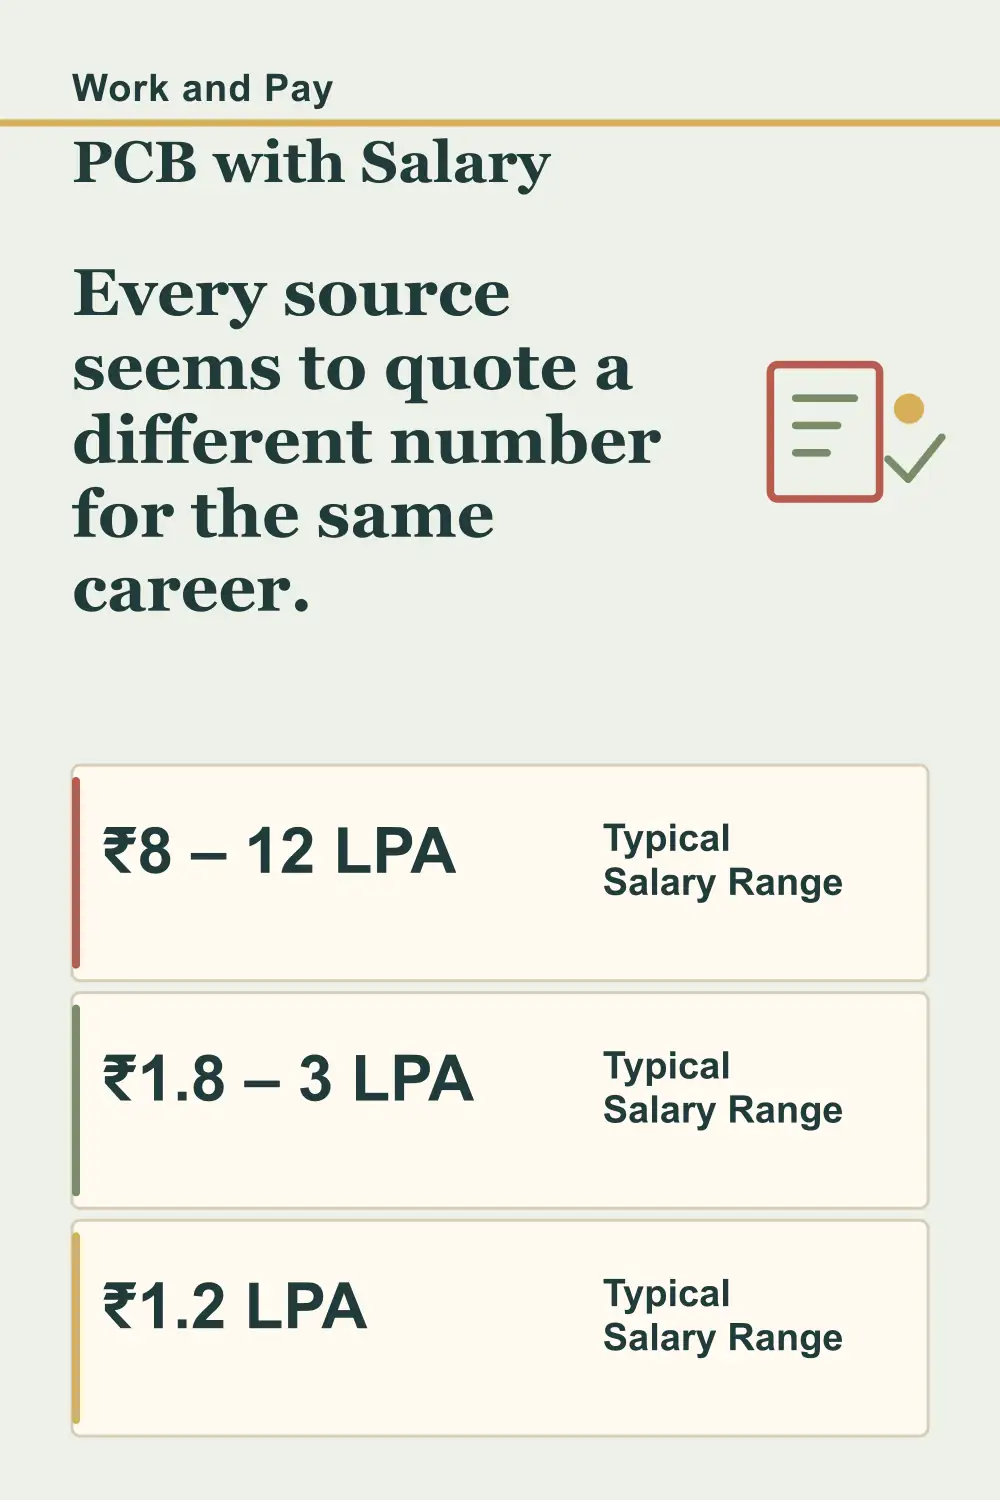 Work and Pay
PCB with Salary
Every source
seems to quote a
different number
for the same
career.
₹8 – 12 LPA
Typical
Salary Range
₹1.8 – 3 LPA
Typical
Salary Range
₹1.2 LPA
Typical
Salary Range